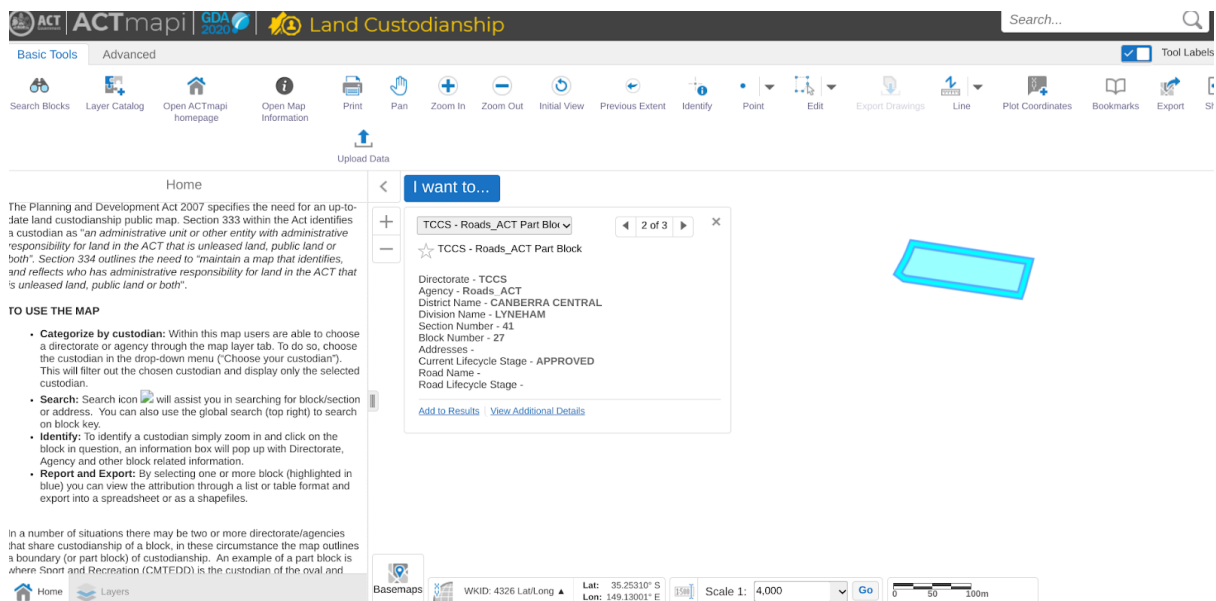 ACT
ACTmapi
GDA
2020
Land Custodianship
Search...
Basic Tools
Advanced
Tool Labels
Search Blocks
Layer Catalog
Open ACTmapi
homepage
Open Map
Information
Print
Pan
Zoom In
Zoom Out
Initial View
Previous Extent
Identify
Point
Edit
Export Drawings
Line
Plot Coordinates
Bookmarks
Export
Upload Data
Home
I want to...
The Planning and Development Act 2007 specifies the need for an up-to-
date land custodianship public map. Section 333 within the Act identifies
a custodian as "an administrative unit or other entity with administrative
responsibility for land in the ACT that is unleased land, public land or
both". Section 334 outlines the need to "maintain a map that identifies,
and reflects who has administrative responsibility for land in the ACT that
is unleased land, public land or both".
TO USE THE MAP
• Categorize by custodian: Within this map users are able to choose
a directorate or agency through the map layer tab. To do so, choose
the custodian in the drop-down menu ("Choose your custodian").
This will filter out the chosen custodian and display only the selected
custodian.
• Search: Search icon will assist you in searching for block/section
or address. You can also use the global search (top right) to search
on block key.
• Identify: To identify a custodian simply zoom in and click on the
block in question, an information box will pop up with Directorate,
Agency and other block related information.
• Report and Export: By selecting one or more block (highlighted in
blue) you can view the attribution through a list or table format and
export into a spreadsheet or as a shapefiles.
In a number of situations there may be two or more directorate/agencies
that share custodianship of a block, in these circumstance the map outlines
a boundary (or part block) of custodianship. An example of a part block is
where Sport and Recreation (CMTEDD) is the custodian of the oval and
Home
Layers
TCCS - Roads_ACT Part Bloc
2 of 3
TCCS - Roads_ACT Part Block
Directorate - TCCS
Agency - Roads_ACT
District Name - CANBERRA CENTRAL
Division Name - LYNEHAM
Section Number - 41
Block Number - 27
Addresses -
Current Lifecycle Stage - APPROVED
Road Name -
Road Lifecycle Stage -
Add to Results
View Additional Details
Basemaps
WKID: 4326 Lat/Long
Lat: 35.25310° S
Lon: 149.13001° E
Scale 1: 4,000
Go
0 50 100m